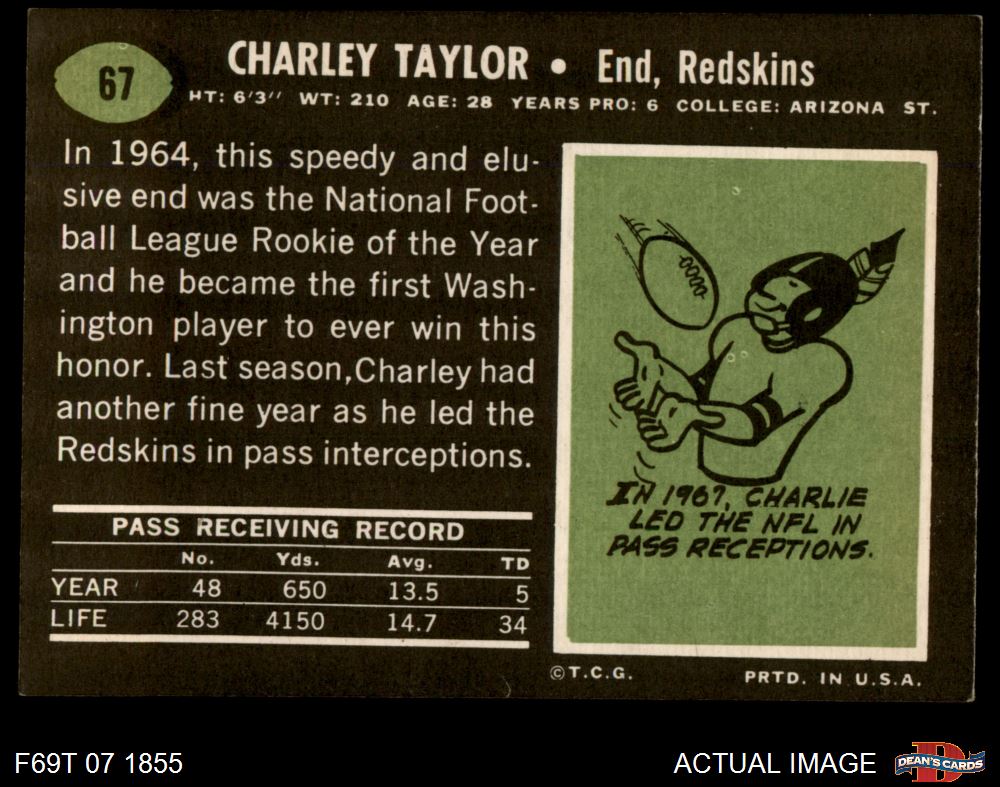 67
CHARLEY TAYLOR • End, Redskins
HT: 6'3" WT: 210 AGE: 28 YEARS PRO: 6 COLLEGE: ARIZONA ST.
In 1964, this speedy and elu-
sive end was the National Foot-
ball League Rookie of the Year
and he became the first Wash-
ington player to ever win this
honor. Last season,Charley had
another fine year as he led the
Redskins in pass interceptions.
PASS RECEIVING RECORD
No. Yds. Avg. TD
YEAR 48 650 13.5 5
LIFE 283 4150 14.7 34
IN 1967, CHARLIE
LED THE NFL IN
PASS RECEPTIONS.
©T.C.G. PRTD. IN U.S.A.
F69T 07 1855
ACTUAL IMAGE
D
DEAN'S CARDS